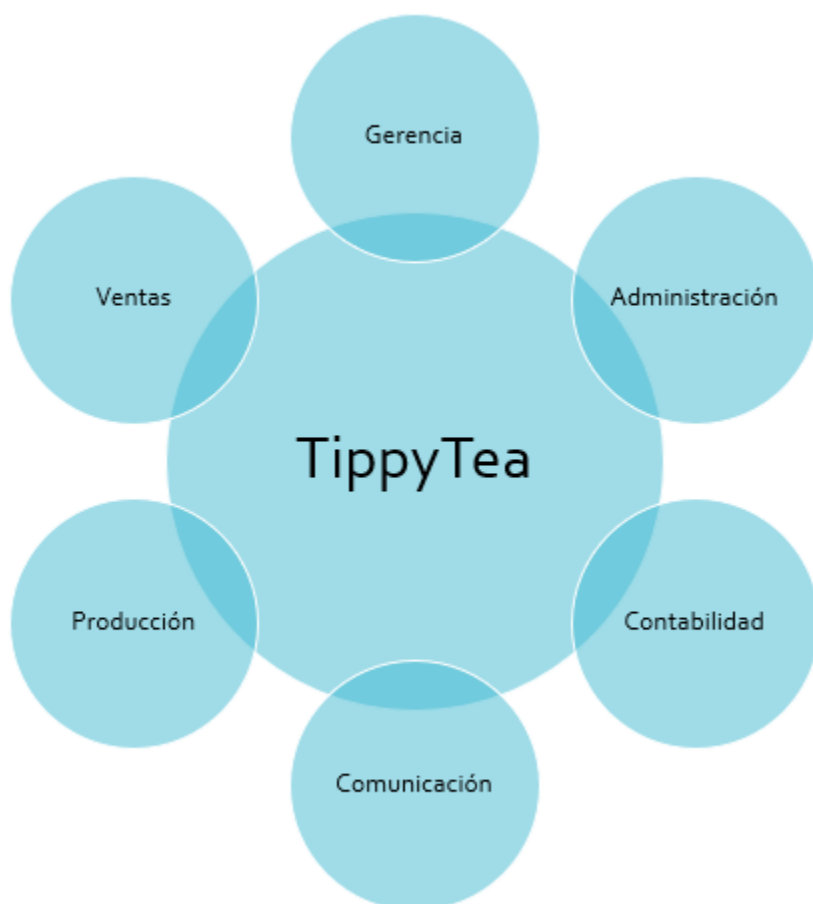 Gerencia
Ventas
Administración
TippyTea
Producción
Contabilidad
Comunicación